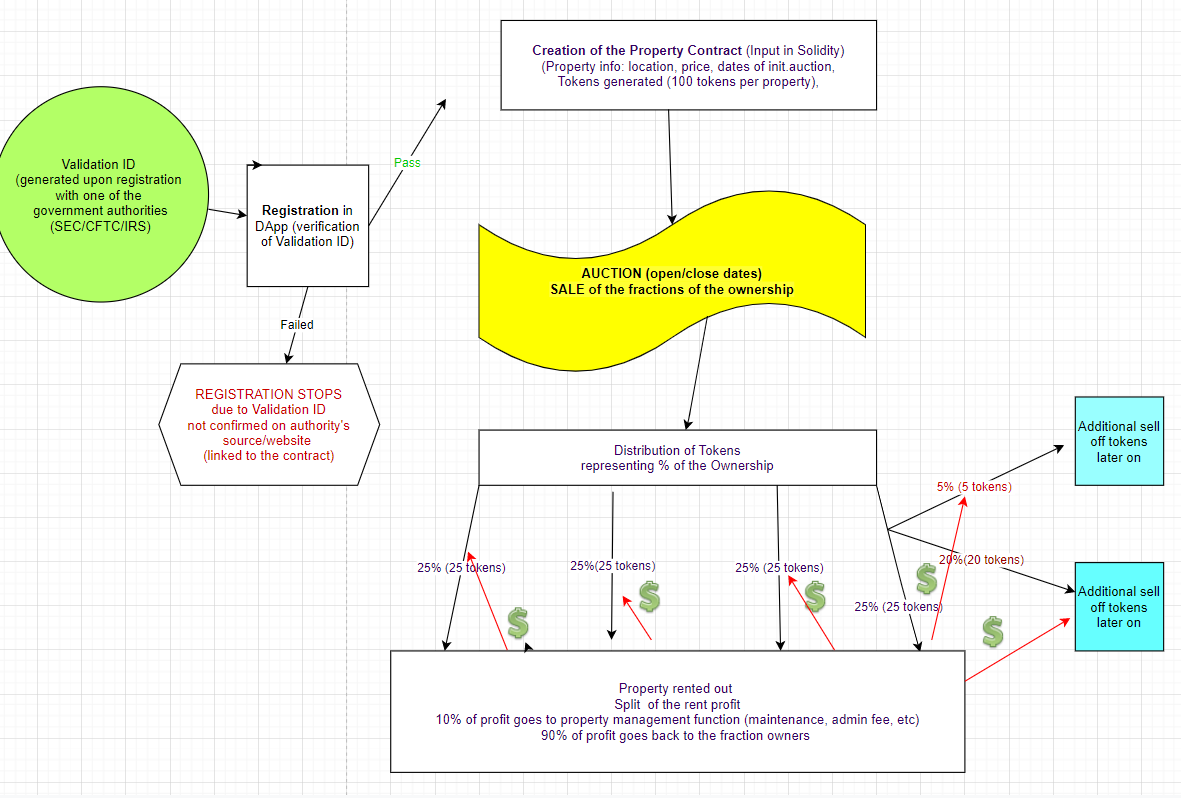 Creation of the Property Contract (Input in Solidity)
(Property info: location, price, dates of init.auction,
Tokens generated (100 tokens per property),
Validation ID
(generated upon registration
with one of the
government authorities
(SEC/CFTC/IRS)
Pass
Registration in
DApp (verification
of Validation ID)
Failed
REGISTRATION STOPS
due to Validation ID
not confirmed on authority's
source/website
(linked to the contract)
AUCTION (open/close dates)
SALE of the fractions of the ownership
Distribution of Tokens
representing % of the Ownership
Additional sell
off tokens
later on
5% (5 tokens)
25% (25 tokens)
25%(25 tokens)
25% (25 tokens)
20%(20 tokens)
25% (25 tokens)
Additional sell
off tokens
later on
$
$
$
$
$
Property rented out
Split of the rent profit
10% of profit goes to property management function (maintenance, admin fee, etc)
90% of profit goes back to the fraction owners